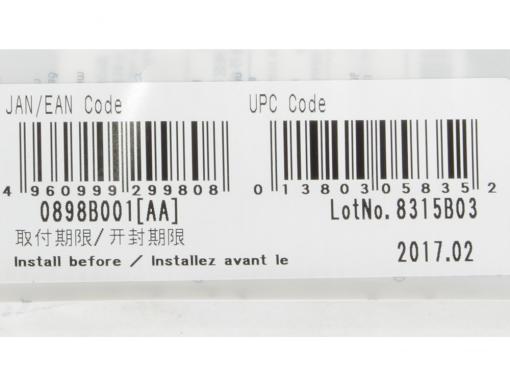 JAN/EAN Code
UPC Code
4 960999 299808
0 13803 05835 2
0898B001[AA]
LotNo. 8315B03
取付期限/开封期限
2017.02
Install before / Installez avant le